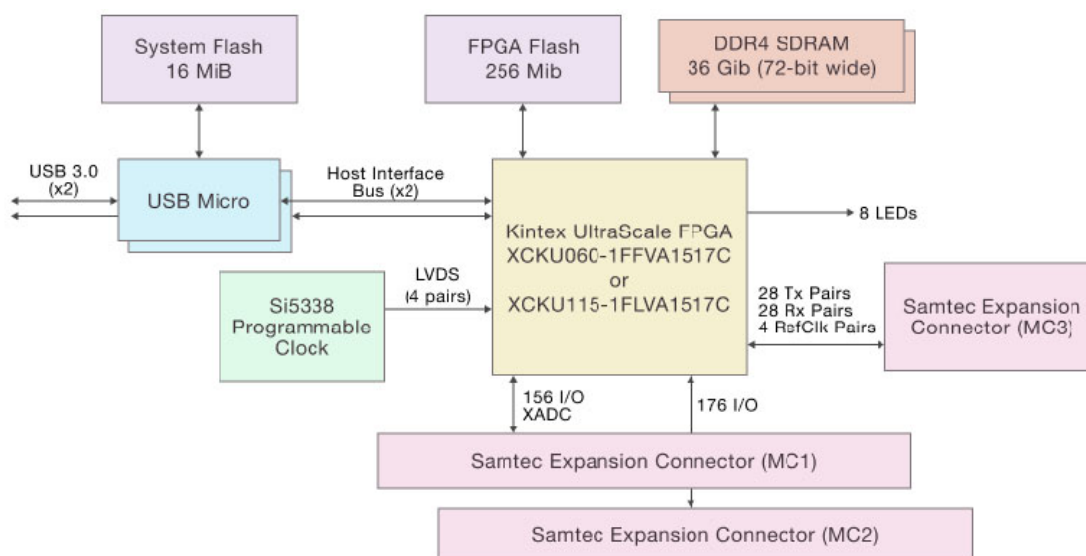 System Flash
16 MiB
FPGA Flash
256 Mib
DDR4 SDRAM
36 Gib (72-bit wide)
USB 3.0
(x2)
USB Micro
Host Interface
Bus (x2)
Kintex UltraScale FPGA
XCKU060-1FFVA1517C
or
XCKU115-1FLVA1517C
8 LEDs
Si5338
Programmable
Clock
LVDS
(4 pairs)
28 Tx Pairs
28 Rx Pairs
4 RefClk Pairs
Samtec Expansion
Connector (MC3)
156 I/O
XADC
176 I/O
Samtec Expansion Connector (MC1)
Samtec Expansion Connector (MC2)